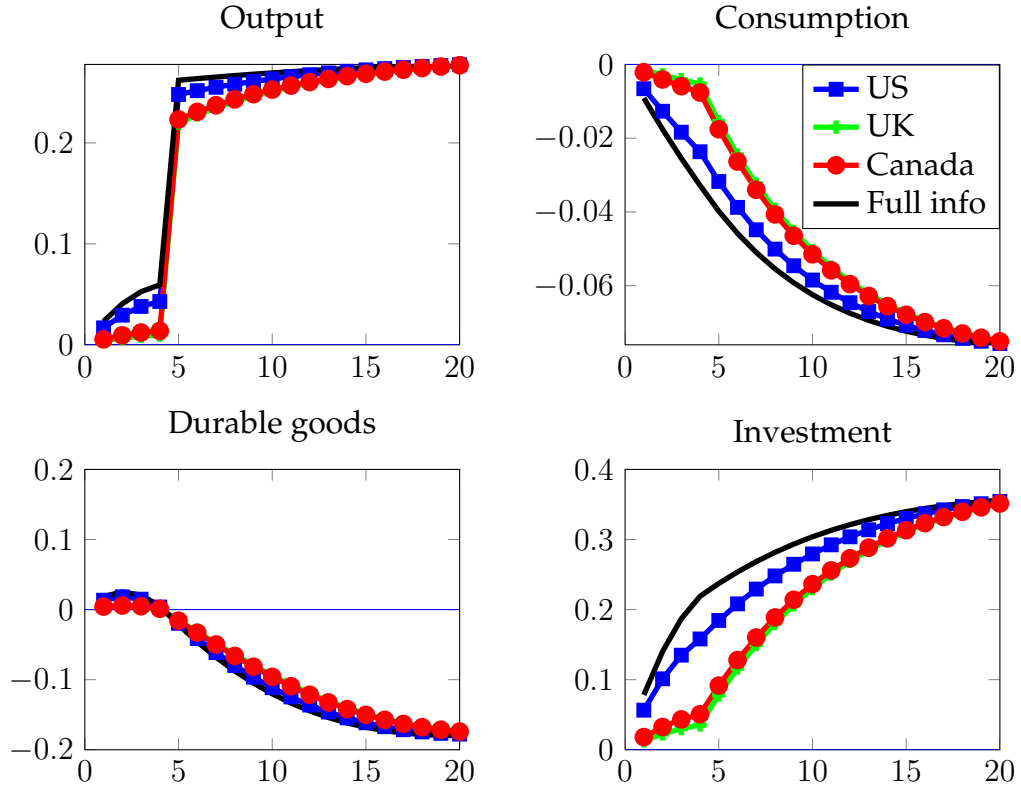 Output
0.2
0.1
0
0 5 10 15 20
Consumption
0
−0.02
−0.04
−0.06
0 5 10 15 20
US
UK
Canada
Full info
Durable goods
0.2
0.1
0
−0.1
−0.2
0 5 10 15 20
Investment
0.4
0.3
0.2
0.1
0
0 5 10 15 20